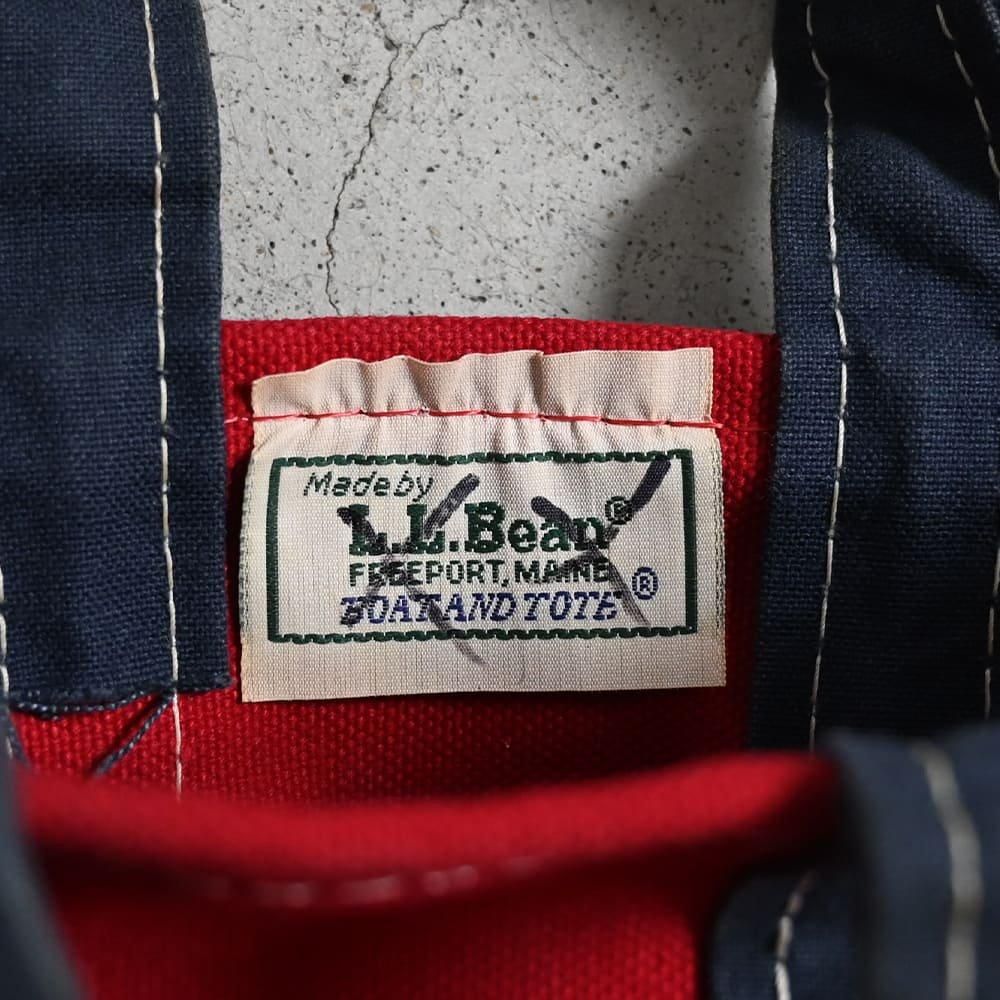 Made by
L.L.Bean®
FREEPORT, MAINE
BOAT AND TOTE®